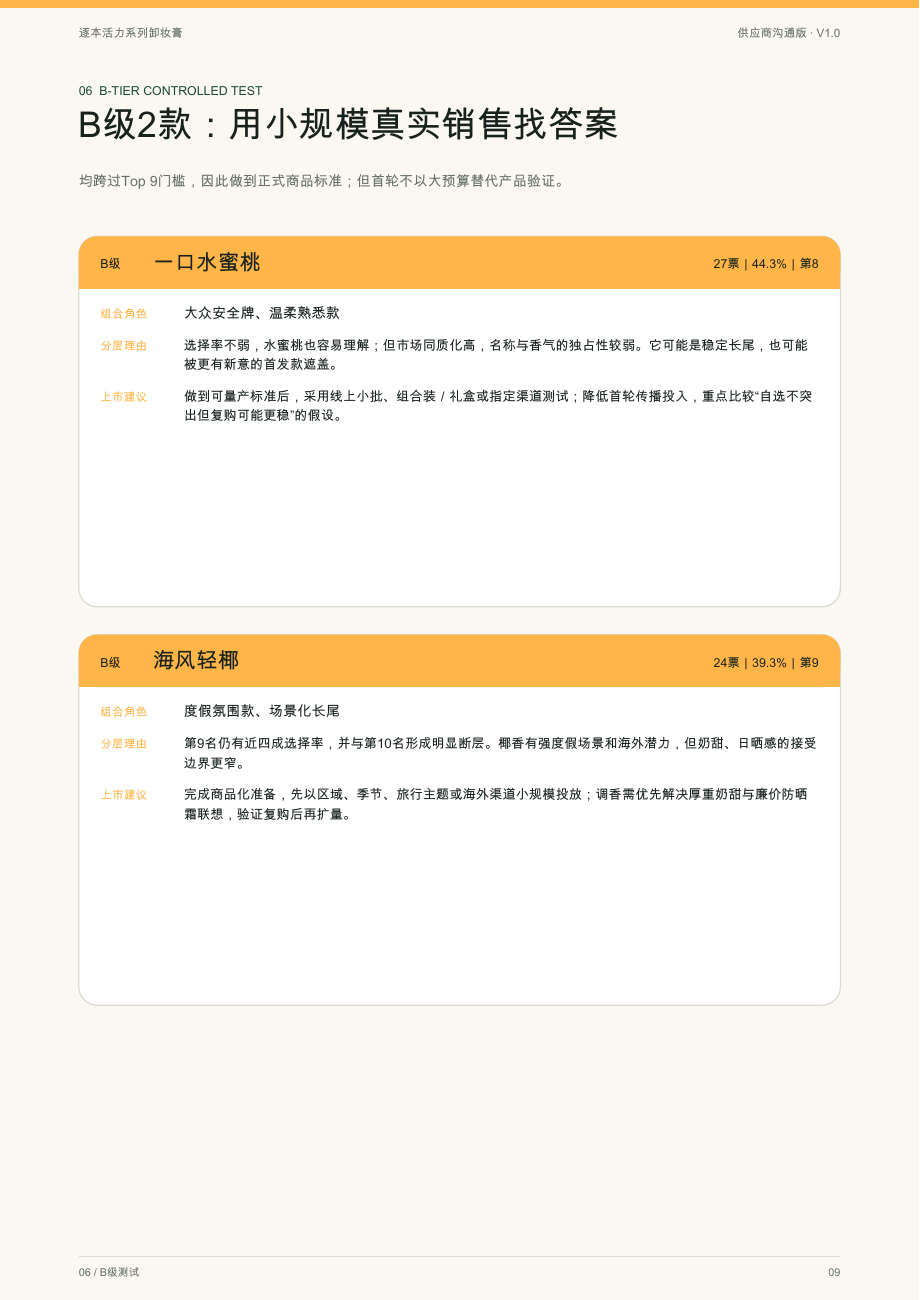 逐本活力系列卸妆膏
供应商沟通版 · V1.0
06 B-TIER CONTROLLED TEST
B级2款：用小规模真实销售找答案
均跨过Top 9门槛，因此做到正式商品标准；但首轮不以大预算替代产品验证。
B级 一口水蜜桃 27票 | 44.3% | 第8
组合角色 大众安全牌、温柔熟悉款
分层理由 选择率不弱，水蜜桃也容易理解；但市场同质化高，名称与香气的独占性较弱。它可能是稳定长尾，也可能
被更有新意的首发款遮盖。
上市建议 做到可量产标准后，采用线上小批、组合装 / 礼盒或指定渠道测试；降低首轮传播投入，重点比较“自选不突
出但复购可能更稳”的假设。
B级 海风轻椰 24票 | 39.3% | 第9
组合角色 度假氛围款、场景化长尾
分层理由 第9名仍有近四成选择率，并与第10名形成明显断层。椰香有强度假场景和海外潜力，但奶甜、日晒感的接受
边界更窄。
上市建议 完成商品化准备，先以区域、季节、旅行主题或海外渠道小规模投放；调香需优先解决厚重奶甜与廉价防晒
霜联想，验证复购后再扩量。
06 / B级测试
09